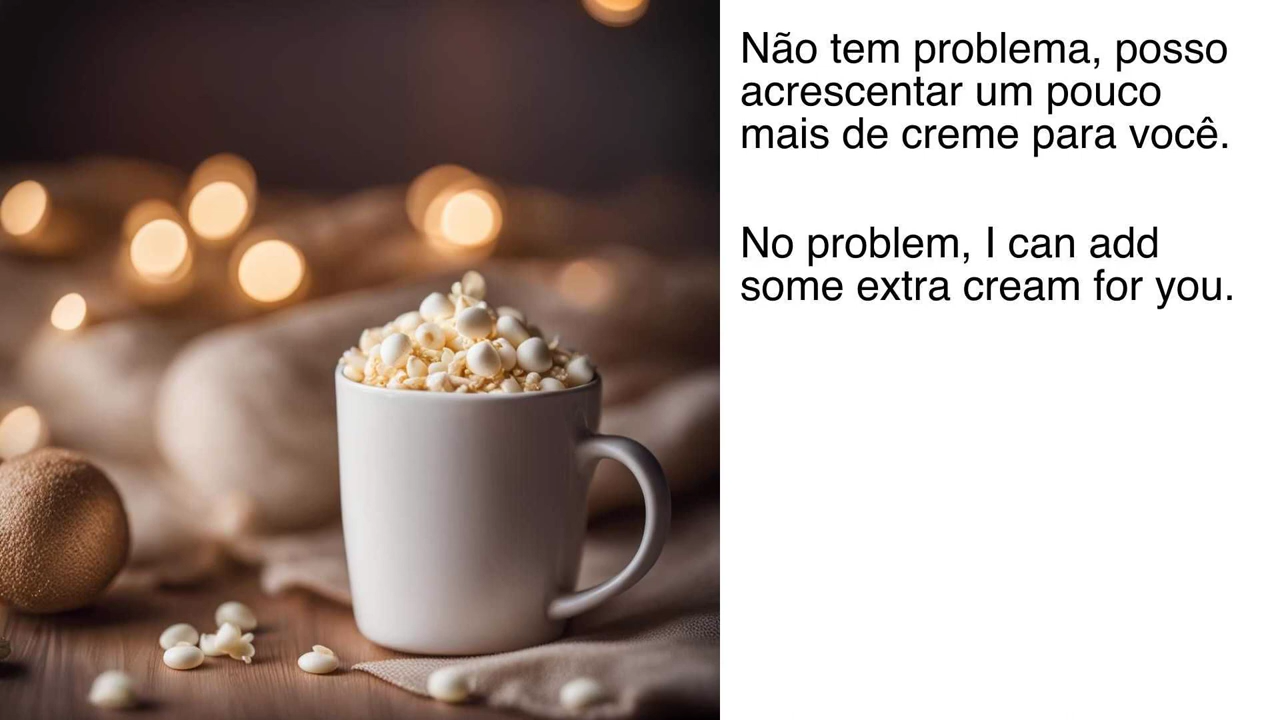 Não tem problema, posso
acrescentar um pouco
mais de creme para você.
No problem, I can add
some extra cream for you.